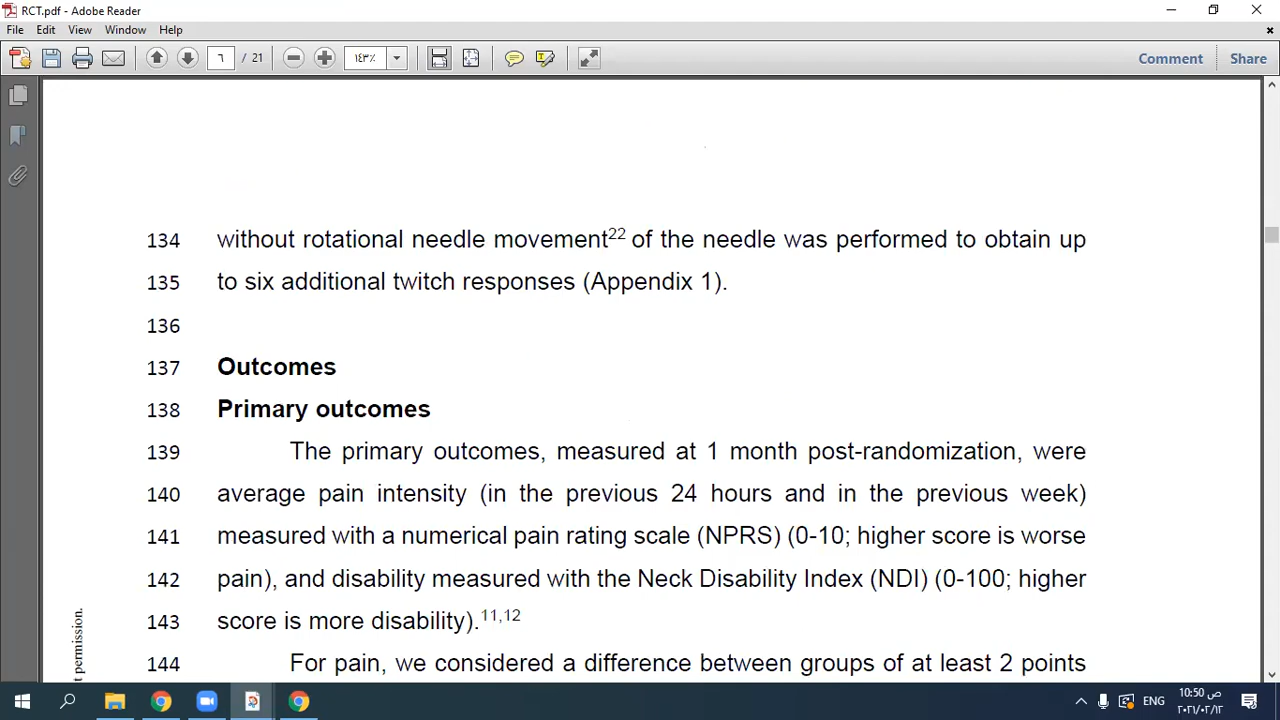 RCT.pdf - Adobe Reader
File Edit View Window Help
٦ / 21 ١٤٣٪ Comment Share
134 without rotational needle movement22 of the needle was performed to obtain up
135 to six additional twitch responses (Appendix 1).
136
137 Outcomes
138 Primary outcomes
139 The primary outcomes, measured at 1 month post-randomization, were
140 average pain intensity (in the previous 24 hours and in the previous week)
141 measured with a numerical pain rating scale (NPRS) (0-10; higher score is worse
142 pain), and disability measured with the Neck Disability Index (NDI) (0-100; higher
143 score is more disability).11,12
144 For pain, we considered a difference between groups of at least 2 points
t permission.
ENG
10:50 ص
٢٠٢١/٠٢/١٢